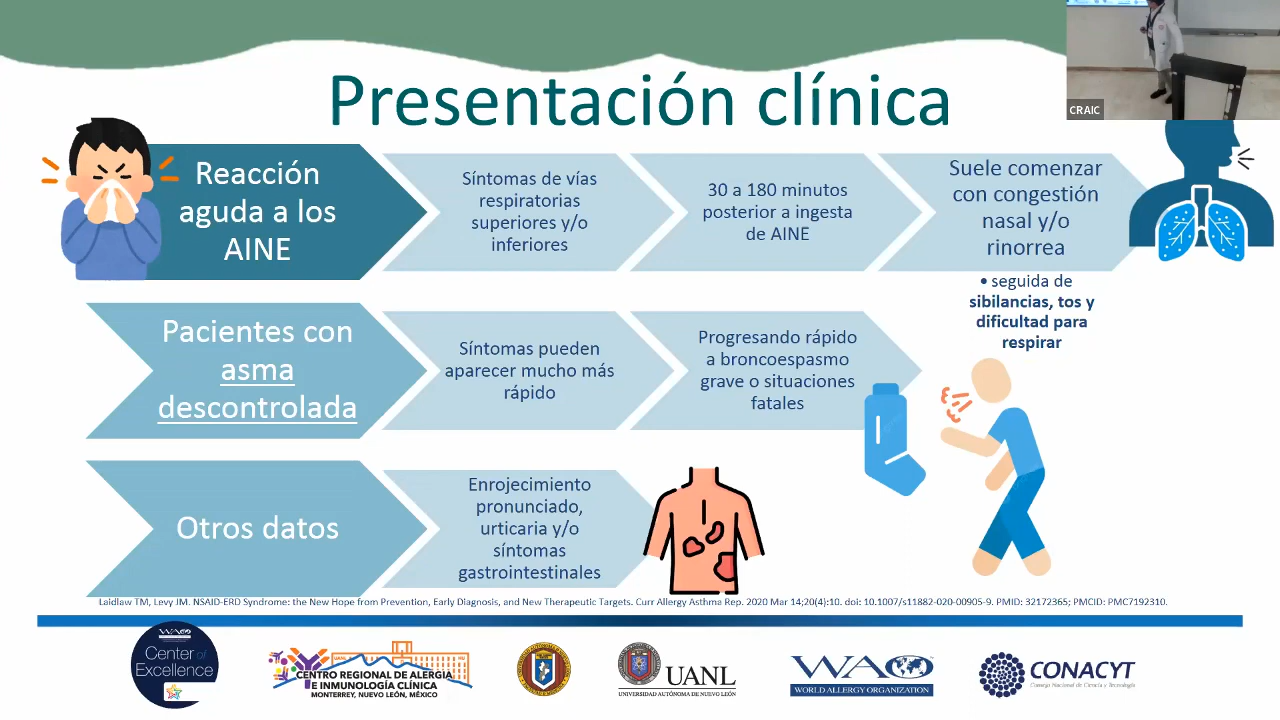 Presentación clínica
CRAIC
Reacción
aguda a los
AINE
Síntomas de vías
respiratorias
superiores y/o
inferiores
30 a 180 minutos
posterior a ingesta
de AINE
Suele comenzar
con congestión
nasal y/o
rinorrea
• seguida de
sibilancias, tos y
dificultad para
respirar
Pacientes con
asma
descontrolada
Síntomas pueden
aparecer mucho más
rápido
Progresando rápido
a broncoespasmo
grave o situaciones
fatales
Otros datos
Enrojecimiento
pronunciado,
urticaria y/o
síntomas
gastrointestinales
Laidlaw TM, Levy JM. NSAID-ERD Syndrome: the New Hope from Prevention, Early Diagnosis, and New Therapeutic Targets. Curr Allergy Asthma Rep. 2020 Mar 14;20(4):10. doi: 10.1007/s11882-020-00905-9. PMID: 32172365; PMCID: PMC7192310.
WAO
Center of
Excellence
CENTRO REGIONAL DE ALERGIA
E INMUNOLOGÍA CLÍNICA
MONTERREY, NUEVO LEÓN, MÉXICO
UANL
UNIVERSIDAD AUTÓNOMA DE NUEVO LEÓN
WAO
WORLD ALLERGY ORGANIZATION
CONACYT
Consejo Nacional de Ciencia y Tecnología